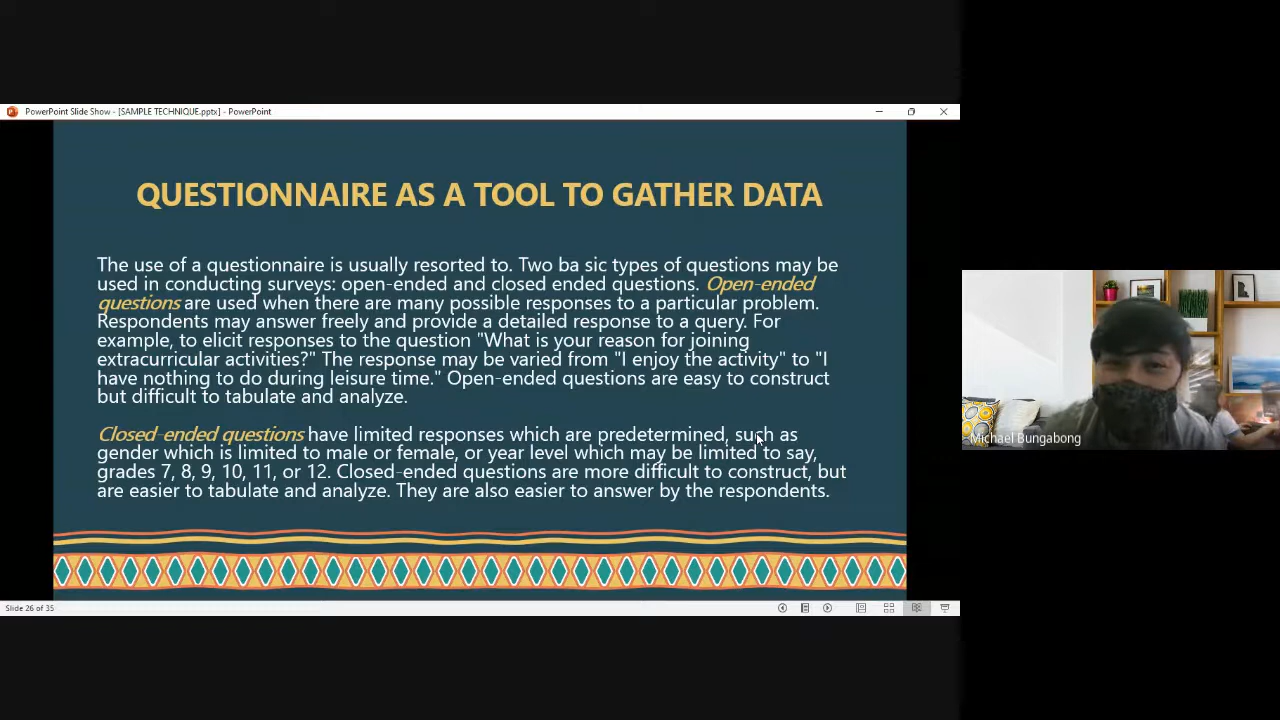 PowerPoint Slide Show - [SAMPLE TECHNIQUE.pptx] - PowerPoint
QUESTIONNAIRE AS A TOOL TO GATHER DATA
The use of a questionnaire is usually resorted to. Two ba sic types of questions may be
used in conducting surveys: open-ended and closed ended questions. Open-ended
questions are used when there are many possible responses to a particular problem.
Respondents may answer freely and provide a detailed response to a query. For
example, to elicit responses to the question "What is your reason for joining
extracurricular activities?" The response may be varied from "I enjoy the activity" to "I
have nothing to do during leisure time." Open-ended questions are easy to construct
but difficult to tabulate and analyze.
Closed-ended questions have limited responses which are predetermined, such as
gender which is limited to male or female, or year level which may be limited to say,
grades 7, 8, 9, 10, 11, or 12. Closed-ended questions are more difficult to construct, but
are easier to tabulate and analyze. They are also easier to answer by the respondents.
Slide 26 of 35
Michael Bungabong